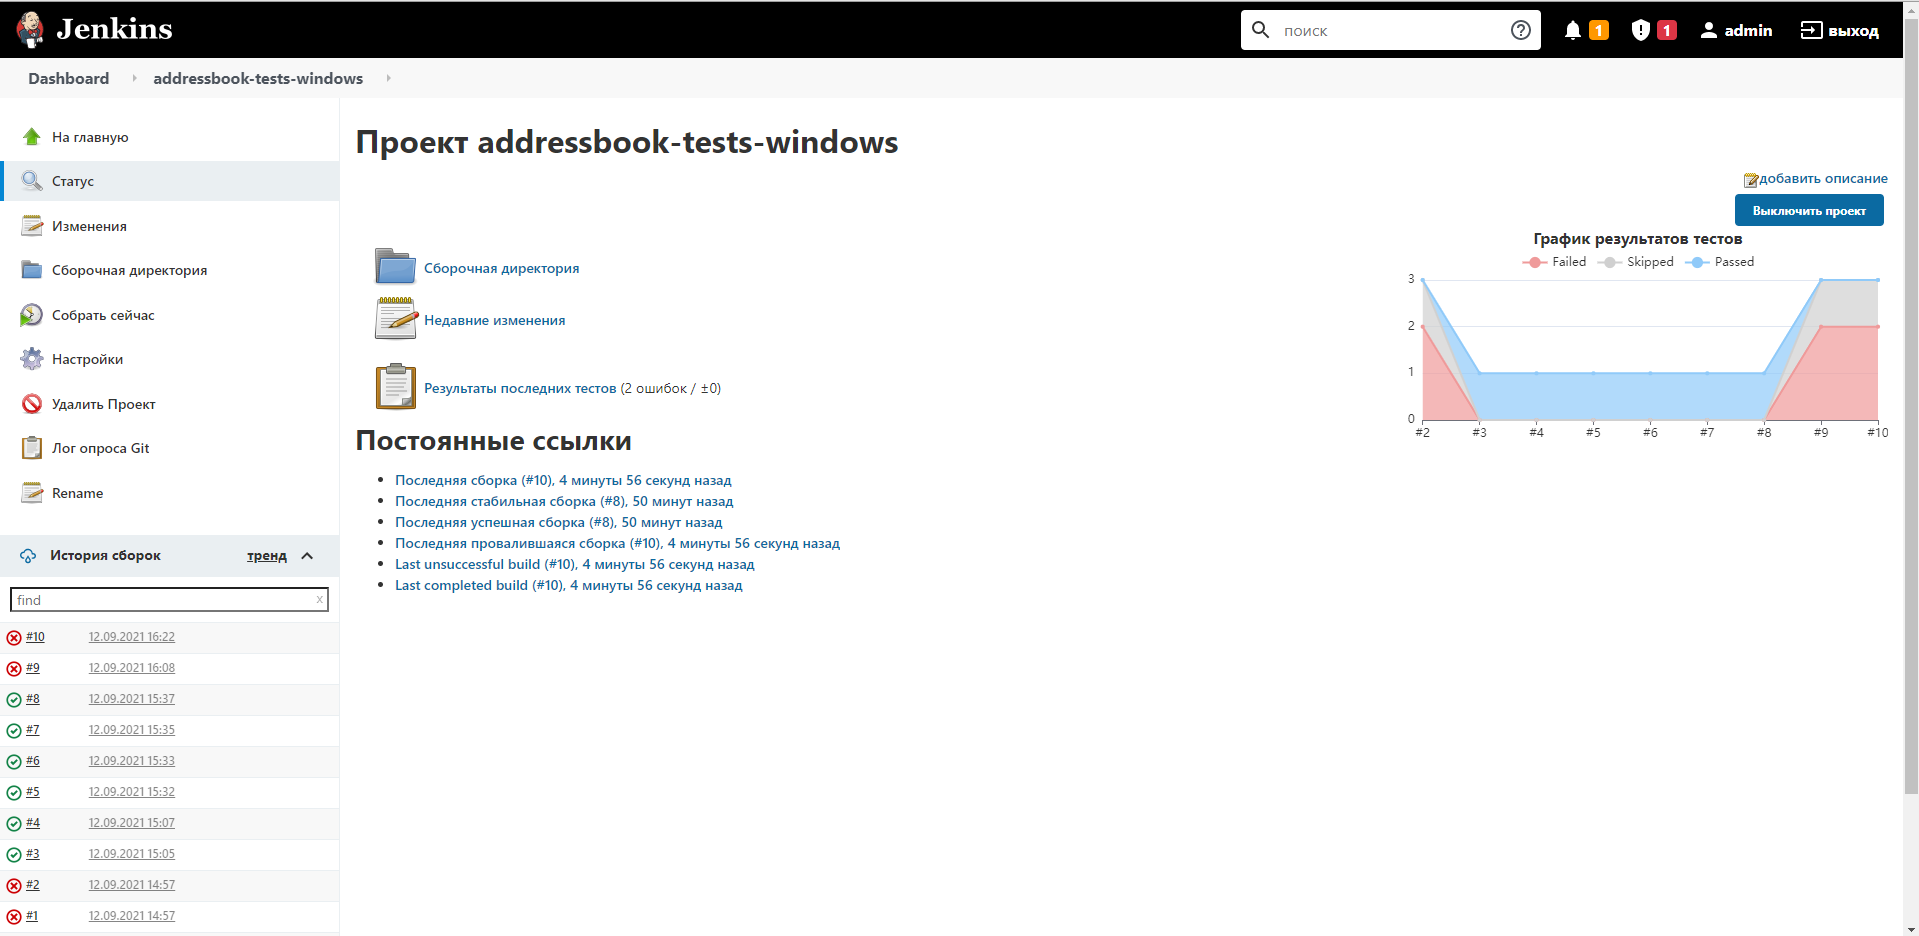 Jenkins
поиск
1
1
admin
выход
Dashboard
addressbook-tests-windows
На главную
Статус
Изменения
Сборочная директория
Собрать сейчас
Настройки
Удалить Проект
Лог опроса Git
Rename
История сборок
тренд
find
x
#10 12.09.2021 16:22
#9 12.09.2021 16:08
#8 12.09.2021 15:37
#7 12.09.2021 15:35
#6 12.09.2021 15:33
#5 12.09.2021 15:32
#4 12.09.2021 15:07
#3 12.09.2021 15:05
#2 12.09.2021 14:57
#1 12.09.2021 14:57
Проект addressbook-tests-windows
добавить описание
Выключить проект
Сборочная директория
Недавние изменения
Результаты последних тестов (2 ошибок / ±0)
График результатов тестов
Failed Skipped Passed
3
2
1
0
#2 #3 #4 #5 #6 #7 #8 #9 #10
Постоянные ссылки
Последняя сборка (#10), 4 минуты 56 секунд назад
Последняя стабильная сборка (#8), 50 минут назад
Последняя успешная сборка (#8), 50 минут назад
Последняя провалившаяся сборка (#10), 4 минуты 56 секунд назад
Last unsuccessful build (#10), 4 минуты 56 секунд назад
Last completed build (#10), 4 минуты 56 секунд назад